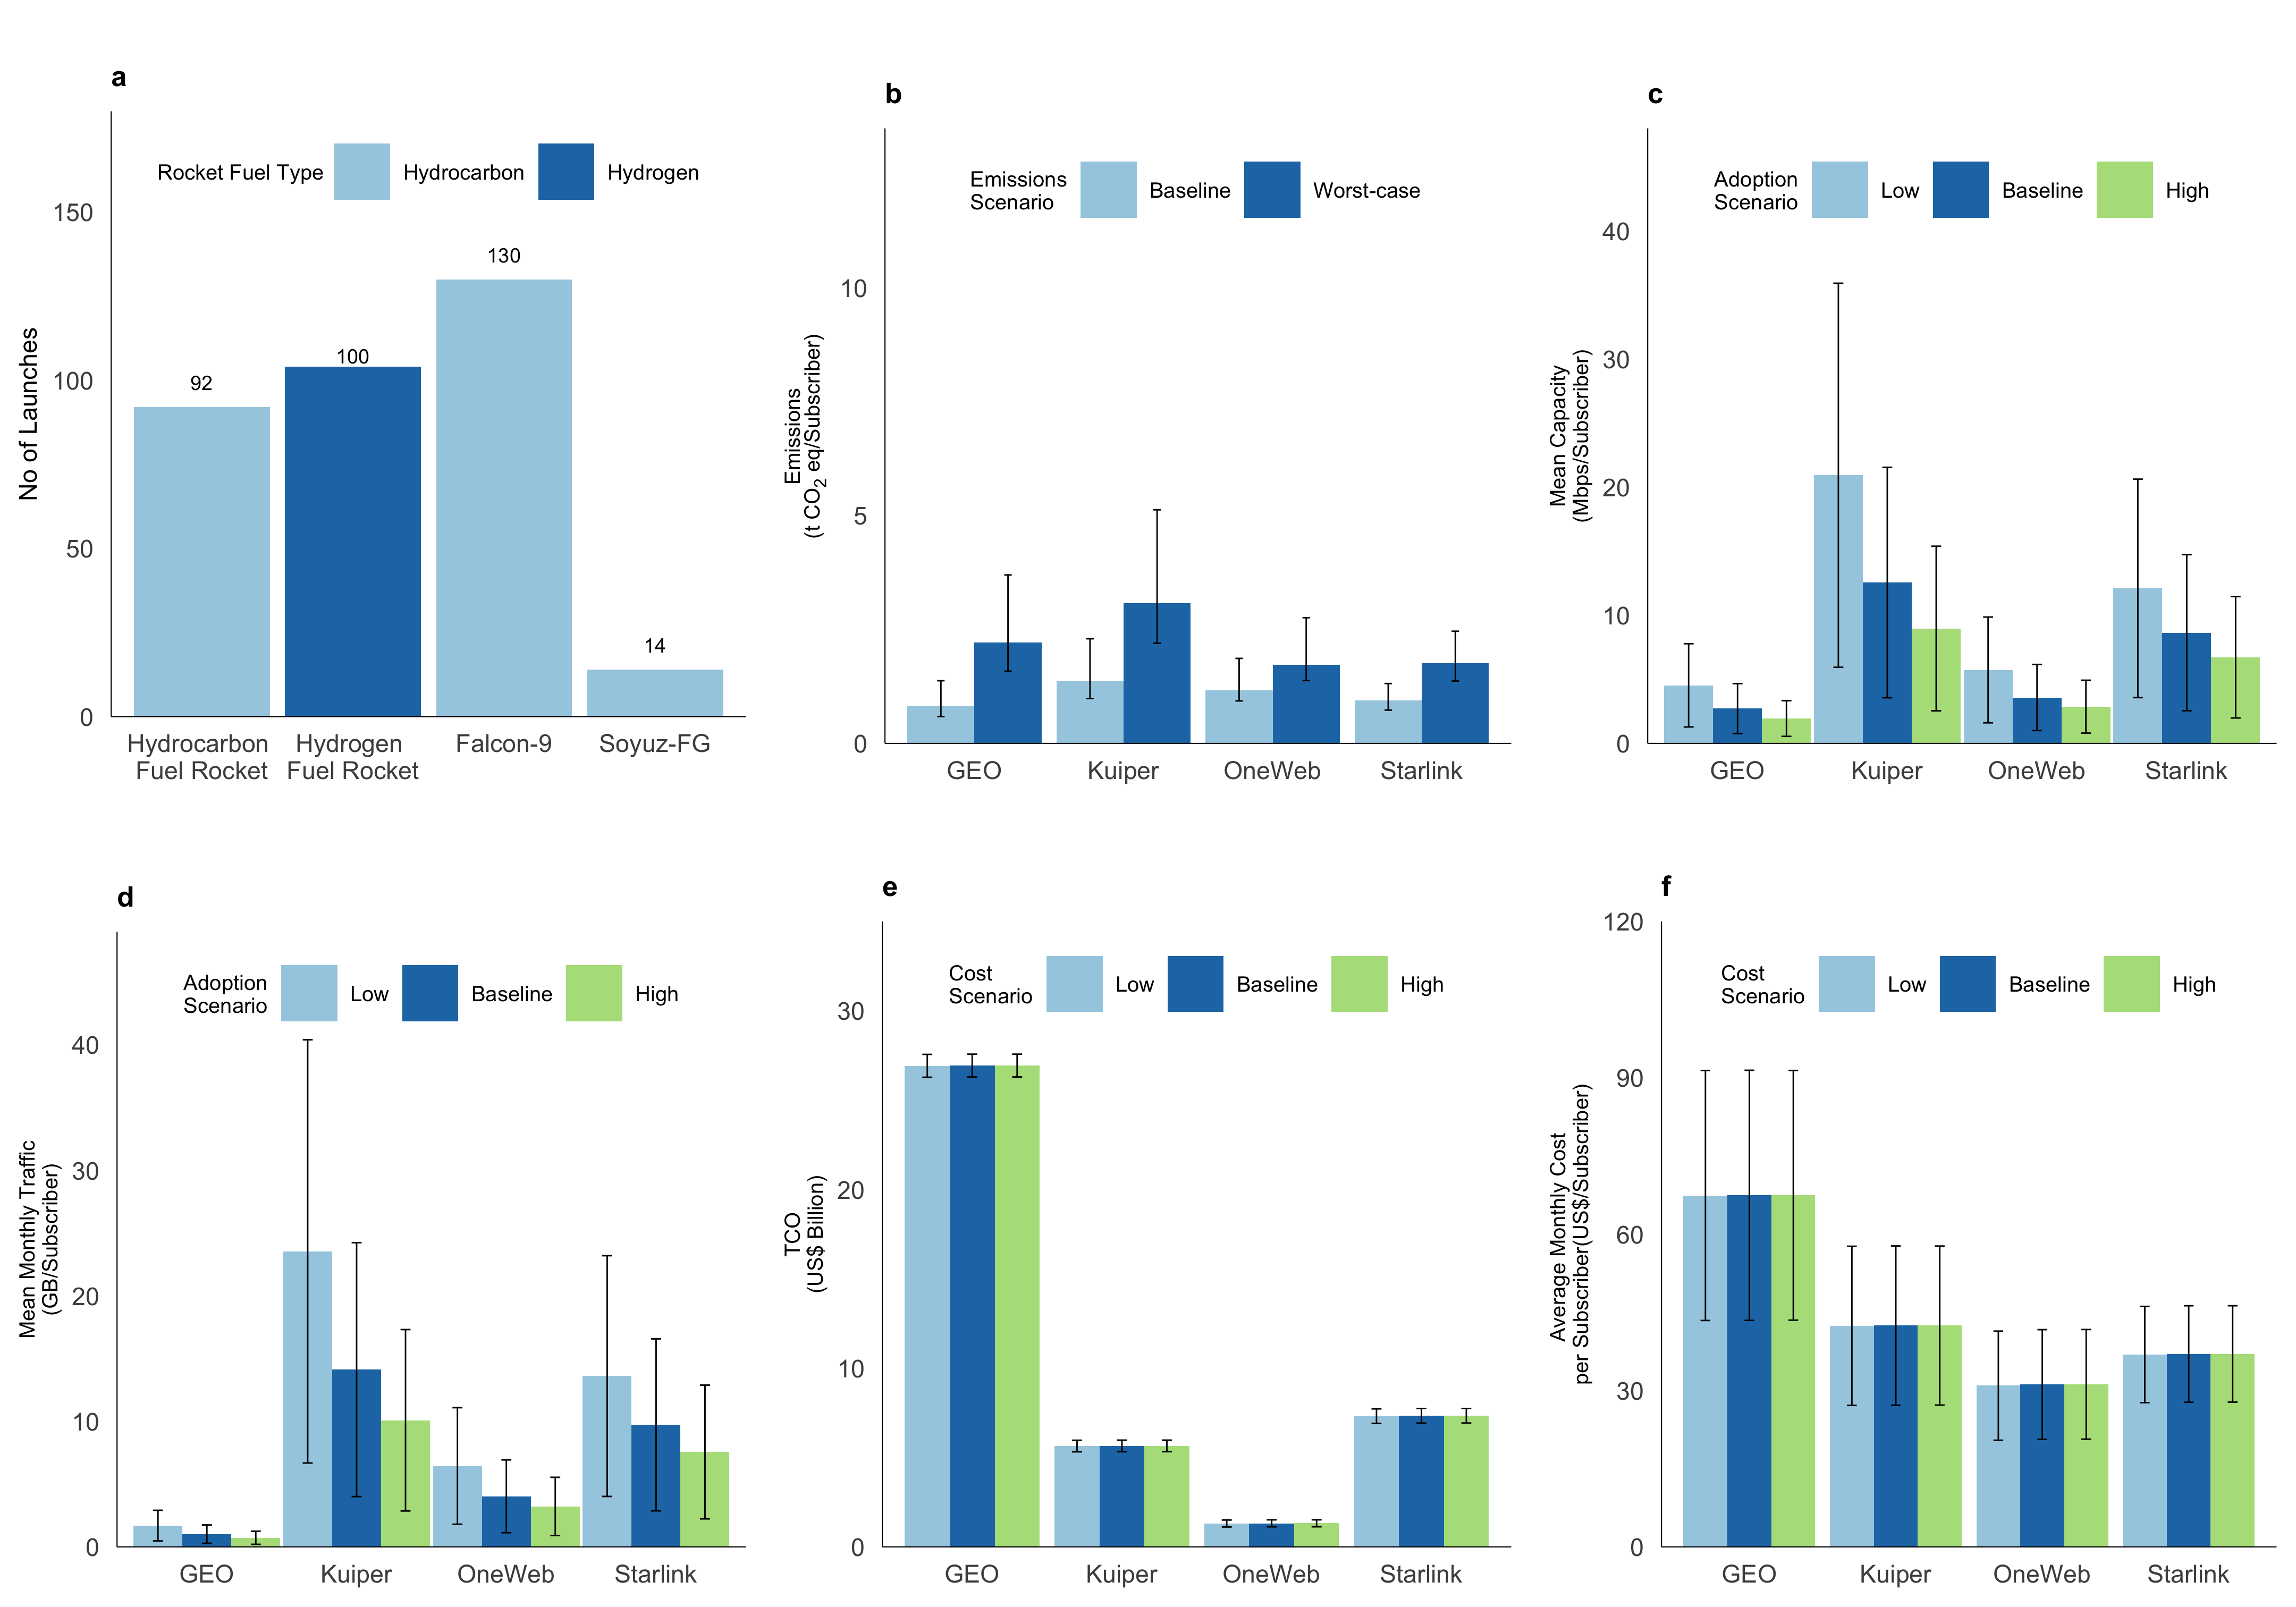 a
Rocket Fuel Type Hydrocarbon Hydrogen
No of Launches
150
100
50
0
92
100
130
14
Hydrocarbon
Fuel Rocket
Hydrogen
Fuel Rocket
Falcon-9
Soyuz-FG
b
Emissions
Scenario
Baseline
Worst-case
Emissions
(t CO2 eq/Subscriber)
10
5
0
GEO
Kuiper
OneWeb
Starlink
c
Adoption
Scenario
Low
Baseline
High
Mean Capacity
(Mbps/Subscriber)
40
30
20
10
0
GEO
Kuiper
OneWeb
Starlink
d
Adoption
Scenario
Low
Baseline
High
Mean Monthly Traffic
(GB/Subscriber)
40
30
20
10
0
GEO
Kuiper
OneWeb
Starlink
e
Cost
Scenario
Low
Baseline
High
TCO
(US$ Billion)
30
20
10
0
GEO
Kuiper
OneWeb
Starlink
f
Cost
Scenario
Low
Baseline
High
Average Monthly Cost
per Subscriber(US$/Subscriber)
120
90
60
30
0
GEO
Kuiper
OneWeb
Starlink